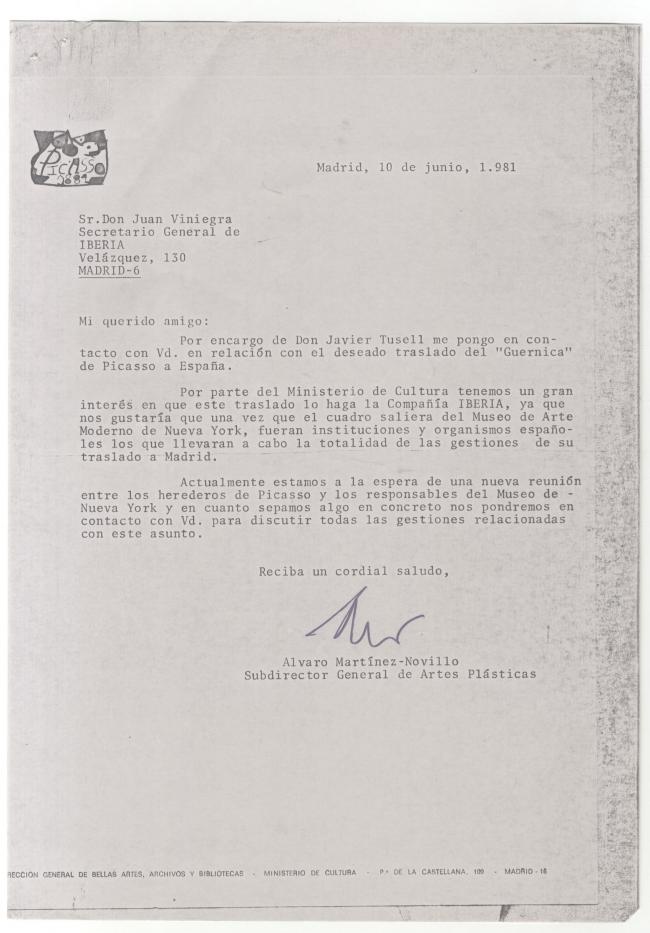 PICASSO
Madrid, 10 de junio, 1.981
Sr.Don Juan Viniegra
Secretario General de
IBERIA
Velázquez, 130
MADRID-6
Mi querido amigo:
Por encargo de Don Javier Tusell me pongo en con-
tacto con Vd. en relación con el deseado traslado del "Guernica"
de Picasso a España.
Por parte del Ministerio de Cultura tenemos un gran
interés en que este traslado lo haga la Compañía IBERIA, ya que
nos gustaría que una vez que el cuadro saliera del Museo de Arte
Moderno de Nueva York, fueran instituciones y organismos españo-
les los que llevaran a cabo la totalidad de las gestiones de su
traslado a Madrid.
Actualmente estamos a la espera de una nueva reunión
entre los herederos de Picasso y los responsables del Museo de -
Nueva York y en cuanto sepamos algo en concreto nos pondremos en
contacto con Vd. para discutir todas las gestiones relacionadas
con este asunto.
Reciba un cordial saludo,
Alvaro Martínez-Novillo
Subdirector General de Artes Plásticas
RECCIÓN GENERAL DE BELLAS ARTES, ARCHIVOS Y BIBLIOTECAS - MINISTERIO DE CULTURA - P.º DE LA CASTELLANA, 109 - MADRID - 16